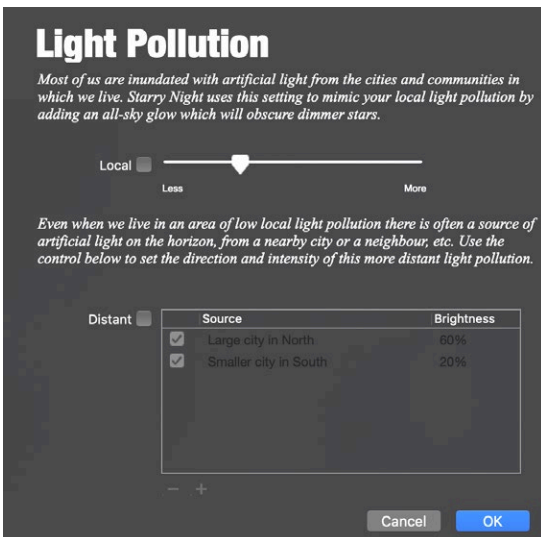 Light Pollution
Most of us are inundated with artificial light from the cities and communities in
which we live. Starry Night uses this setting to mimic your local light pollution by
adding an all-sky glow which will obscure dimmer stars.
Local
Less More
Even when we live in an area of low local light pollution there is often a source of
artificial light on the horizon, from a nearby city or a neighbour, etc. Use the
control below to set the direction and intensity of this more distant light pollution.
Distant Source Brightness
Large city in North 60%
Smaller city in South 20%
− +
Cancel OK